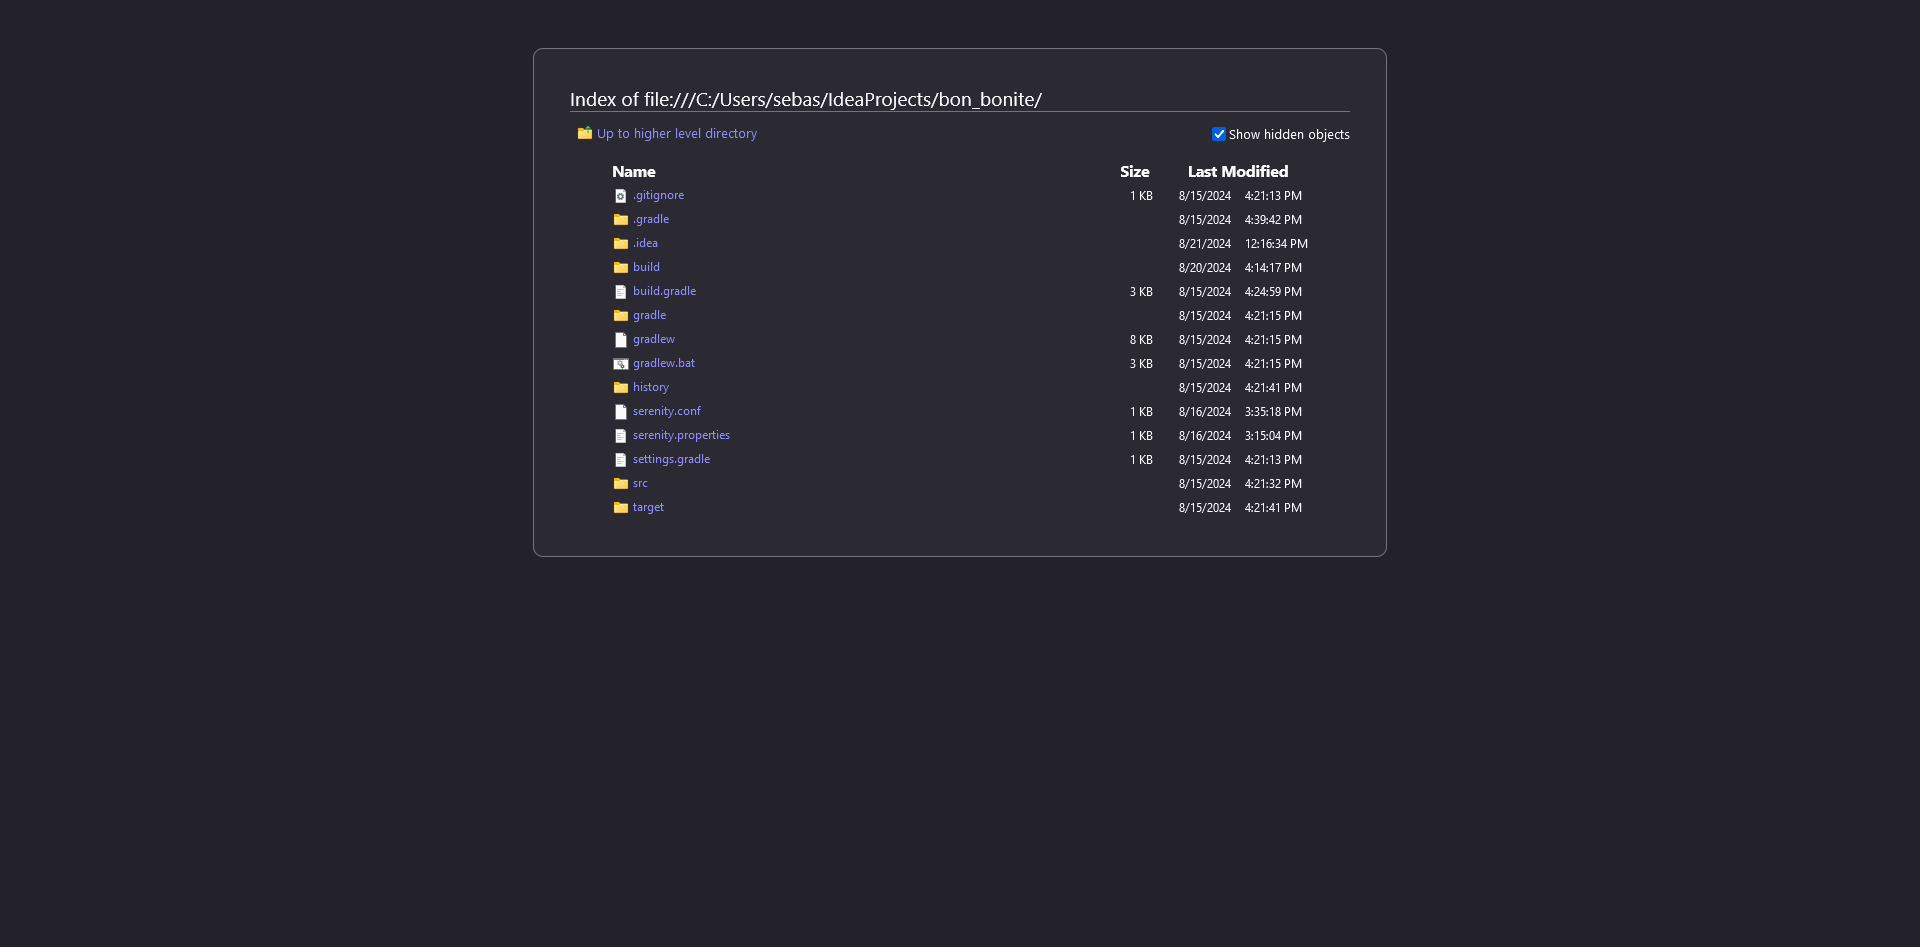 Index of file:///C:/Users/sebas/IdeaProjects/bon_bonite/
Up to higher level directory Show hidden objects
Name Size Last Modified
.gitignore 1 KB 8/15/2024 4:21:13 PM
.gradle 8/15/2024 4:39:42 PM
.idea 8/21/2024 12:16:34 PM
build 8/20/2024 4:14:17 PM
build.gradle 3 KB 8/15/2024 4:24:59 PM
gradle 8/15/2024 4:21:15 PM
gradlew 8 KB 8/15/2024 4:21:15 PM
gradlew.bat 3 KB 8/15/2024 4:21:15 PM
history 8/15/2024 4:21:41 PM
serenity.conf 1 KB 8/16/2024 3:35:18 PM
serenity.properties 1 KB 8/16/2024 3:15:04 PM
settings.gradle 1 KB 8/15/2024 4:21:13 PM
src 8/15/2024 4:21:32 PM
target 8/15/2024 4:21:41 PM